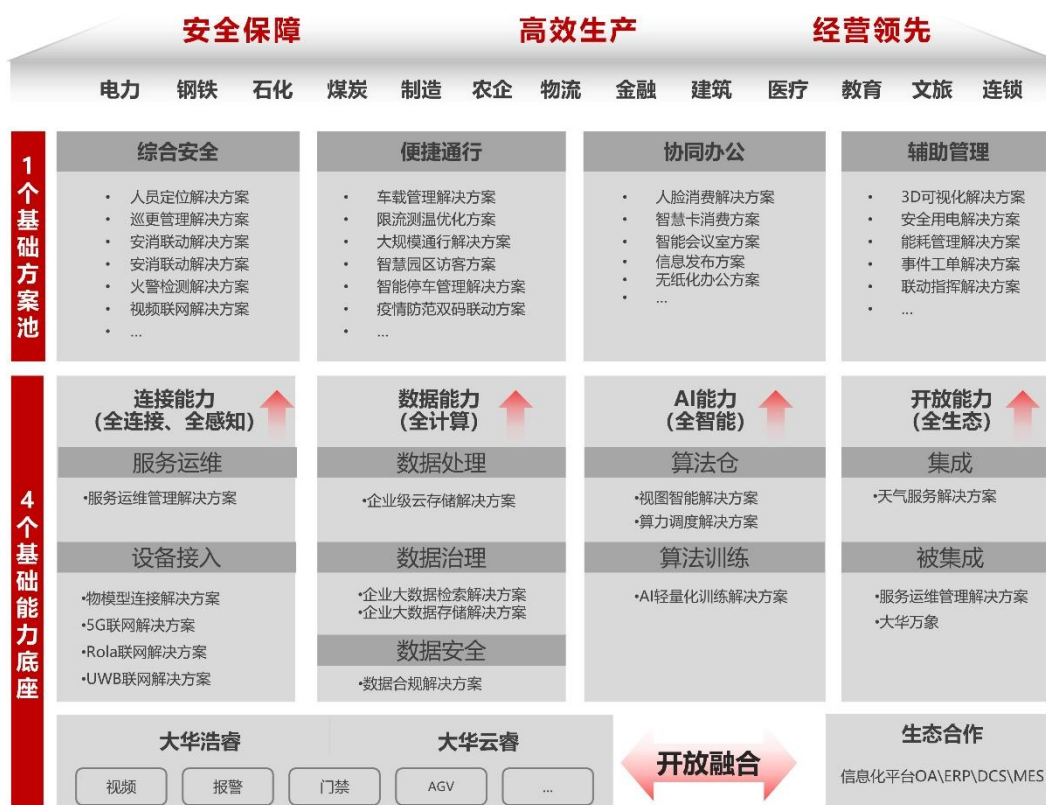 安全保障 高效生产 经营领先
电力 钢铁 石化 煤炭 制造 农企 物流 金融 建筑 医疗 教育 文旅 连锁
1个基础方案池
综合安全
• 人员定位解决方案
• 巡更管理解决方案
• 安消联动解决方案
• 安消联动解决方案
• 火警检测解决方案
• 视频联网解决方案
• ...
便捷通行
• 车载管理解决方案
• 限流测温优化方案
• 大规模通行解决方案
• 智慧园区访客方案
• 智能停车管理解决方案
• 疫情防范双码联动方案
• ...
协同办公
• 人脸消费解决方案
• 智慧卡消费方案
• 智能会议室方案
• 信息发布方案
• 无纸化办公方案
• ...
辅助管理
• 3D可视化解决方案
• 安全用电解决方案
• 能耗管理解决方案
• 事件工单解决方案
• 联动指挥解决方案
• ...
4个基础能力底座
连接能力
(全连接、全感知)
服务运维
•服务运维管理解决方案
设备接入
•物模型连接解决方案
•5G联网解决方案
•Rola联网解决方案
•UWB联网解决方案
数据能力
(全计算)
数据处理
•企业级云存储解决方案
数据治理
•企业大数据检索解决方案
•企业大数据存储解决方案
数据安全
•数据合规解决方案
AI能力
(全智能)
算法仓
•视图智能解决方案
•算力调度解决方案
算法训练
•AI轻量化训练解决方案
开放能力
(全生态)
集成
•天气服务解决方案
被集成
•服务运维管理解决方案
•大华万象
大华浩睿 大华云睿
视频 报警 门禁 AGV ...
开放融合
生态合作
信息化平台OA\ERP\DCS\MES